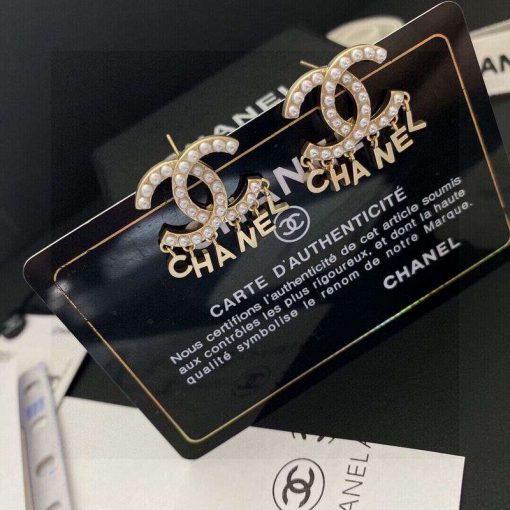 CHANEL
CHANEL
CHANEL
CARTE D'AUTHENTICITÉ
Nous certifions l'authenticité de cet article soumis
aux contrôles les plus rigoureux, et dont la haute
qualité symbolise le renom de notre Marque.
CHANEL